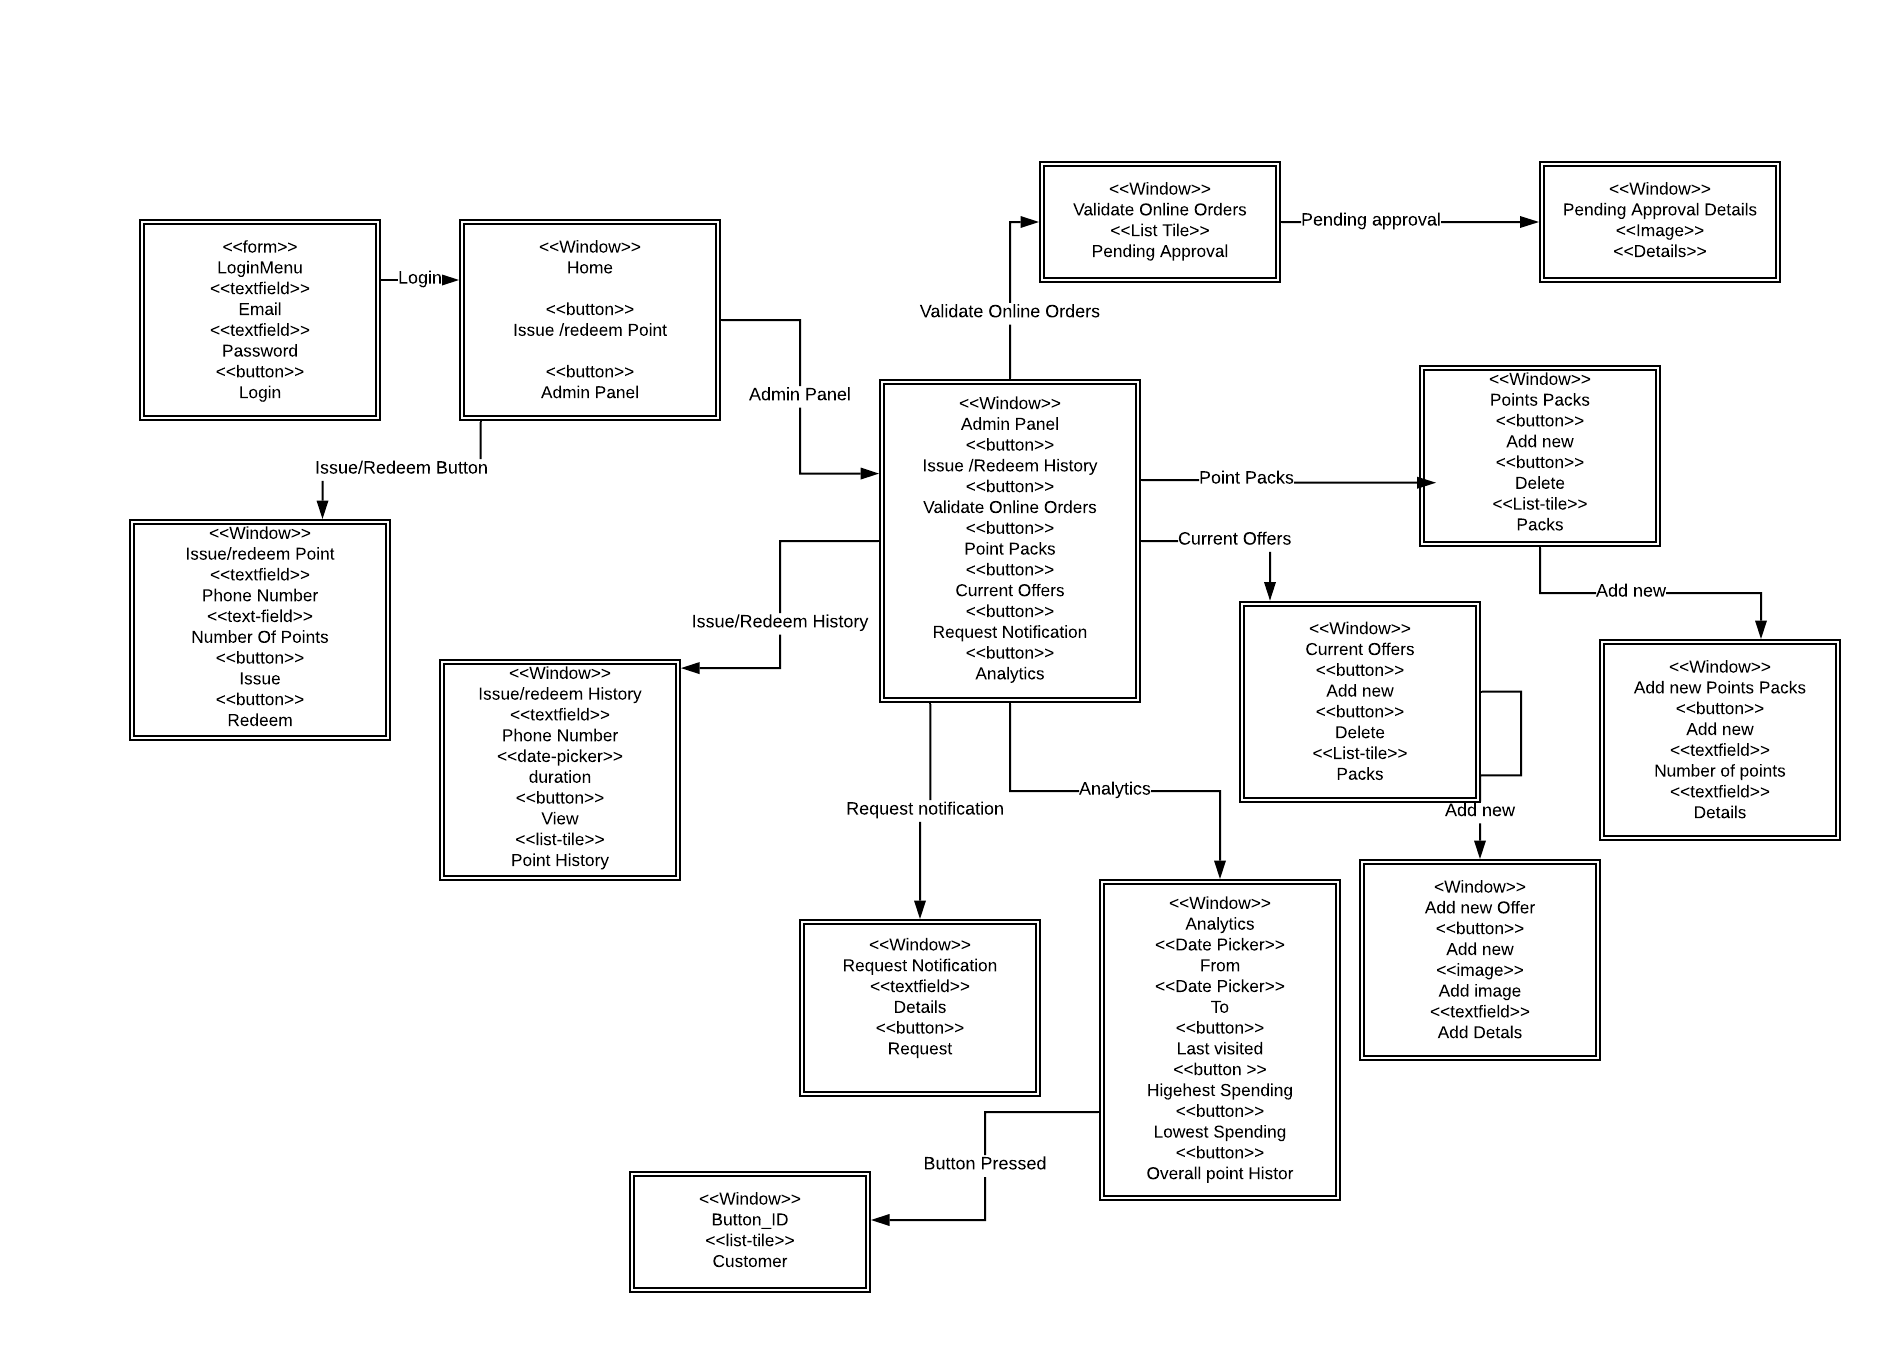 <<form>>
LoginMenu
<<textfield>>
Email
<<textfield>>
Password
<<button>>
Login
Login
<<Window>>
Home
<<button>>
Issue /redeem Point
<<button>>
Admin Panel
Issue/Redeem Button
<<Window>>
Issue/redeem Point
<<textfield>>
Phone Number
<<text-field>>
Number Of Points
<<button>>
Issue
<<button>>
Redeem
Admin Panel
<<Window>>
Admin Panel
<<button>>
Issue /Redeem History
<<button>>
Validate Online Orders
<<button>>
Point Packs
<<button>>
Current Offers
<<button>>
Request Notification
<<button>>
Analytics
Validate Online Orders
<<Window>>
Validate Online Orders
<<List Tile>>
Pending Approval
Pending approval
<<Window>>
Pending Approval Details
<<Image>>
<<Details>>
Point Packs
<<Window>>
Points Packs
<<button>>
Add new
<<button>>
Delete
<<List-tile>>
Packs
Add new
<<Window>>
Add new Points Packs
<<button>>
Add new
<<textfield>>
Number of points
<<textfield>>
Details
Current Offers
<<Window>>
Current Offers
<<button>>
Add new
<<button>>
Delete
<<List-tile>>
Packs
Add new
<Window>>
Add new Offer
<<button>>
Add new
<<image>>
Add image
<<textfield>>
Add Detals
Issue/Redeem History
<<Window>>
Issue/redeem History
<<textfield>>
Phone Number
<<date-picker>>
duration
<<button>>
View
<<list-tile>>
Point History
Request notification
<<Window>>
Request Notification
<<textfield>>
Details
<<button>>
Request
Analytics
<<Window>>
Analytics
<<Date Picker>>
From
<<Date Picker>>
To
<<button>>
Last visited
<<button >>
Higehest Spending
<<button>>
Lowest Spending
<<button>>
Overall point Histor
Button Pressed
<<Window>>
Button_ID
<<list-tile>>
Customer